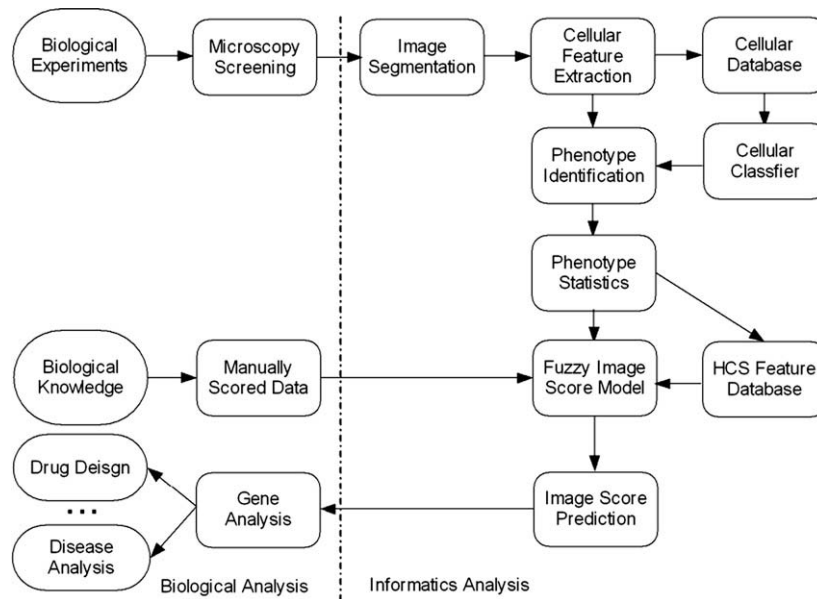 Biological
Experiments
Microscopy
Screening
Image
Segmentation
Cellular
Feature
Extraction
Cellular
Database
Phenotype
Identification
Cellular
Classfier
Phenotype
Statistics
Biological
Knowledge
Manually
Scored Data
Fuzzy Image
Score Model
HCS Feature
Database
Drug Deisgn
...
Disease
Analysis
Gene
Analysis
Image Score
Prediction
Biological Analysis
Informatics Analysis